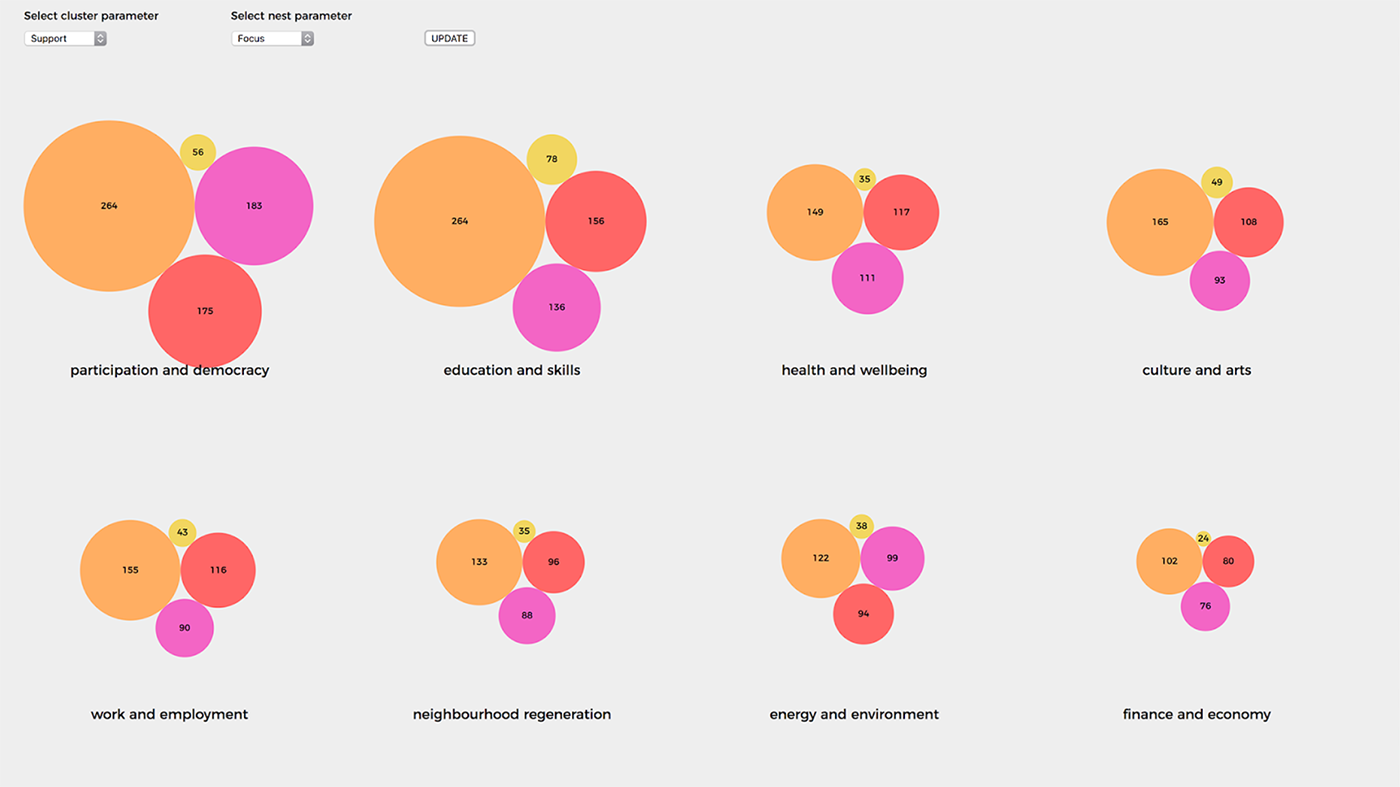 Select cluster parameter
Select nest parameter
Support
Focus
UPDATE
264
56
183
175
participation and democracy
264
78
156
136
education and skills
149
35
117
111
health and wellbeing
165
49
108
93
culture and arts
155
43
116
90
work and employment
133
35
96
88
neighbourhood regeneration
122
38
99
94
energy and environment
102
24
80
76
finance and economy